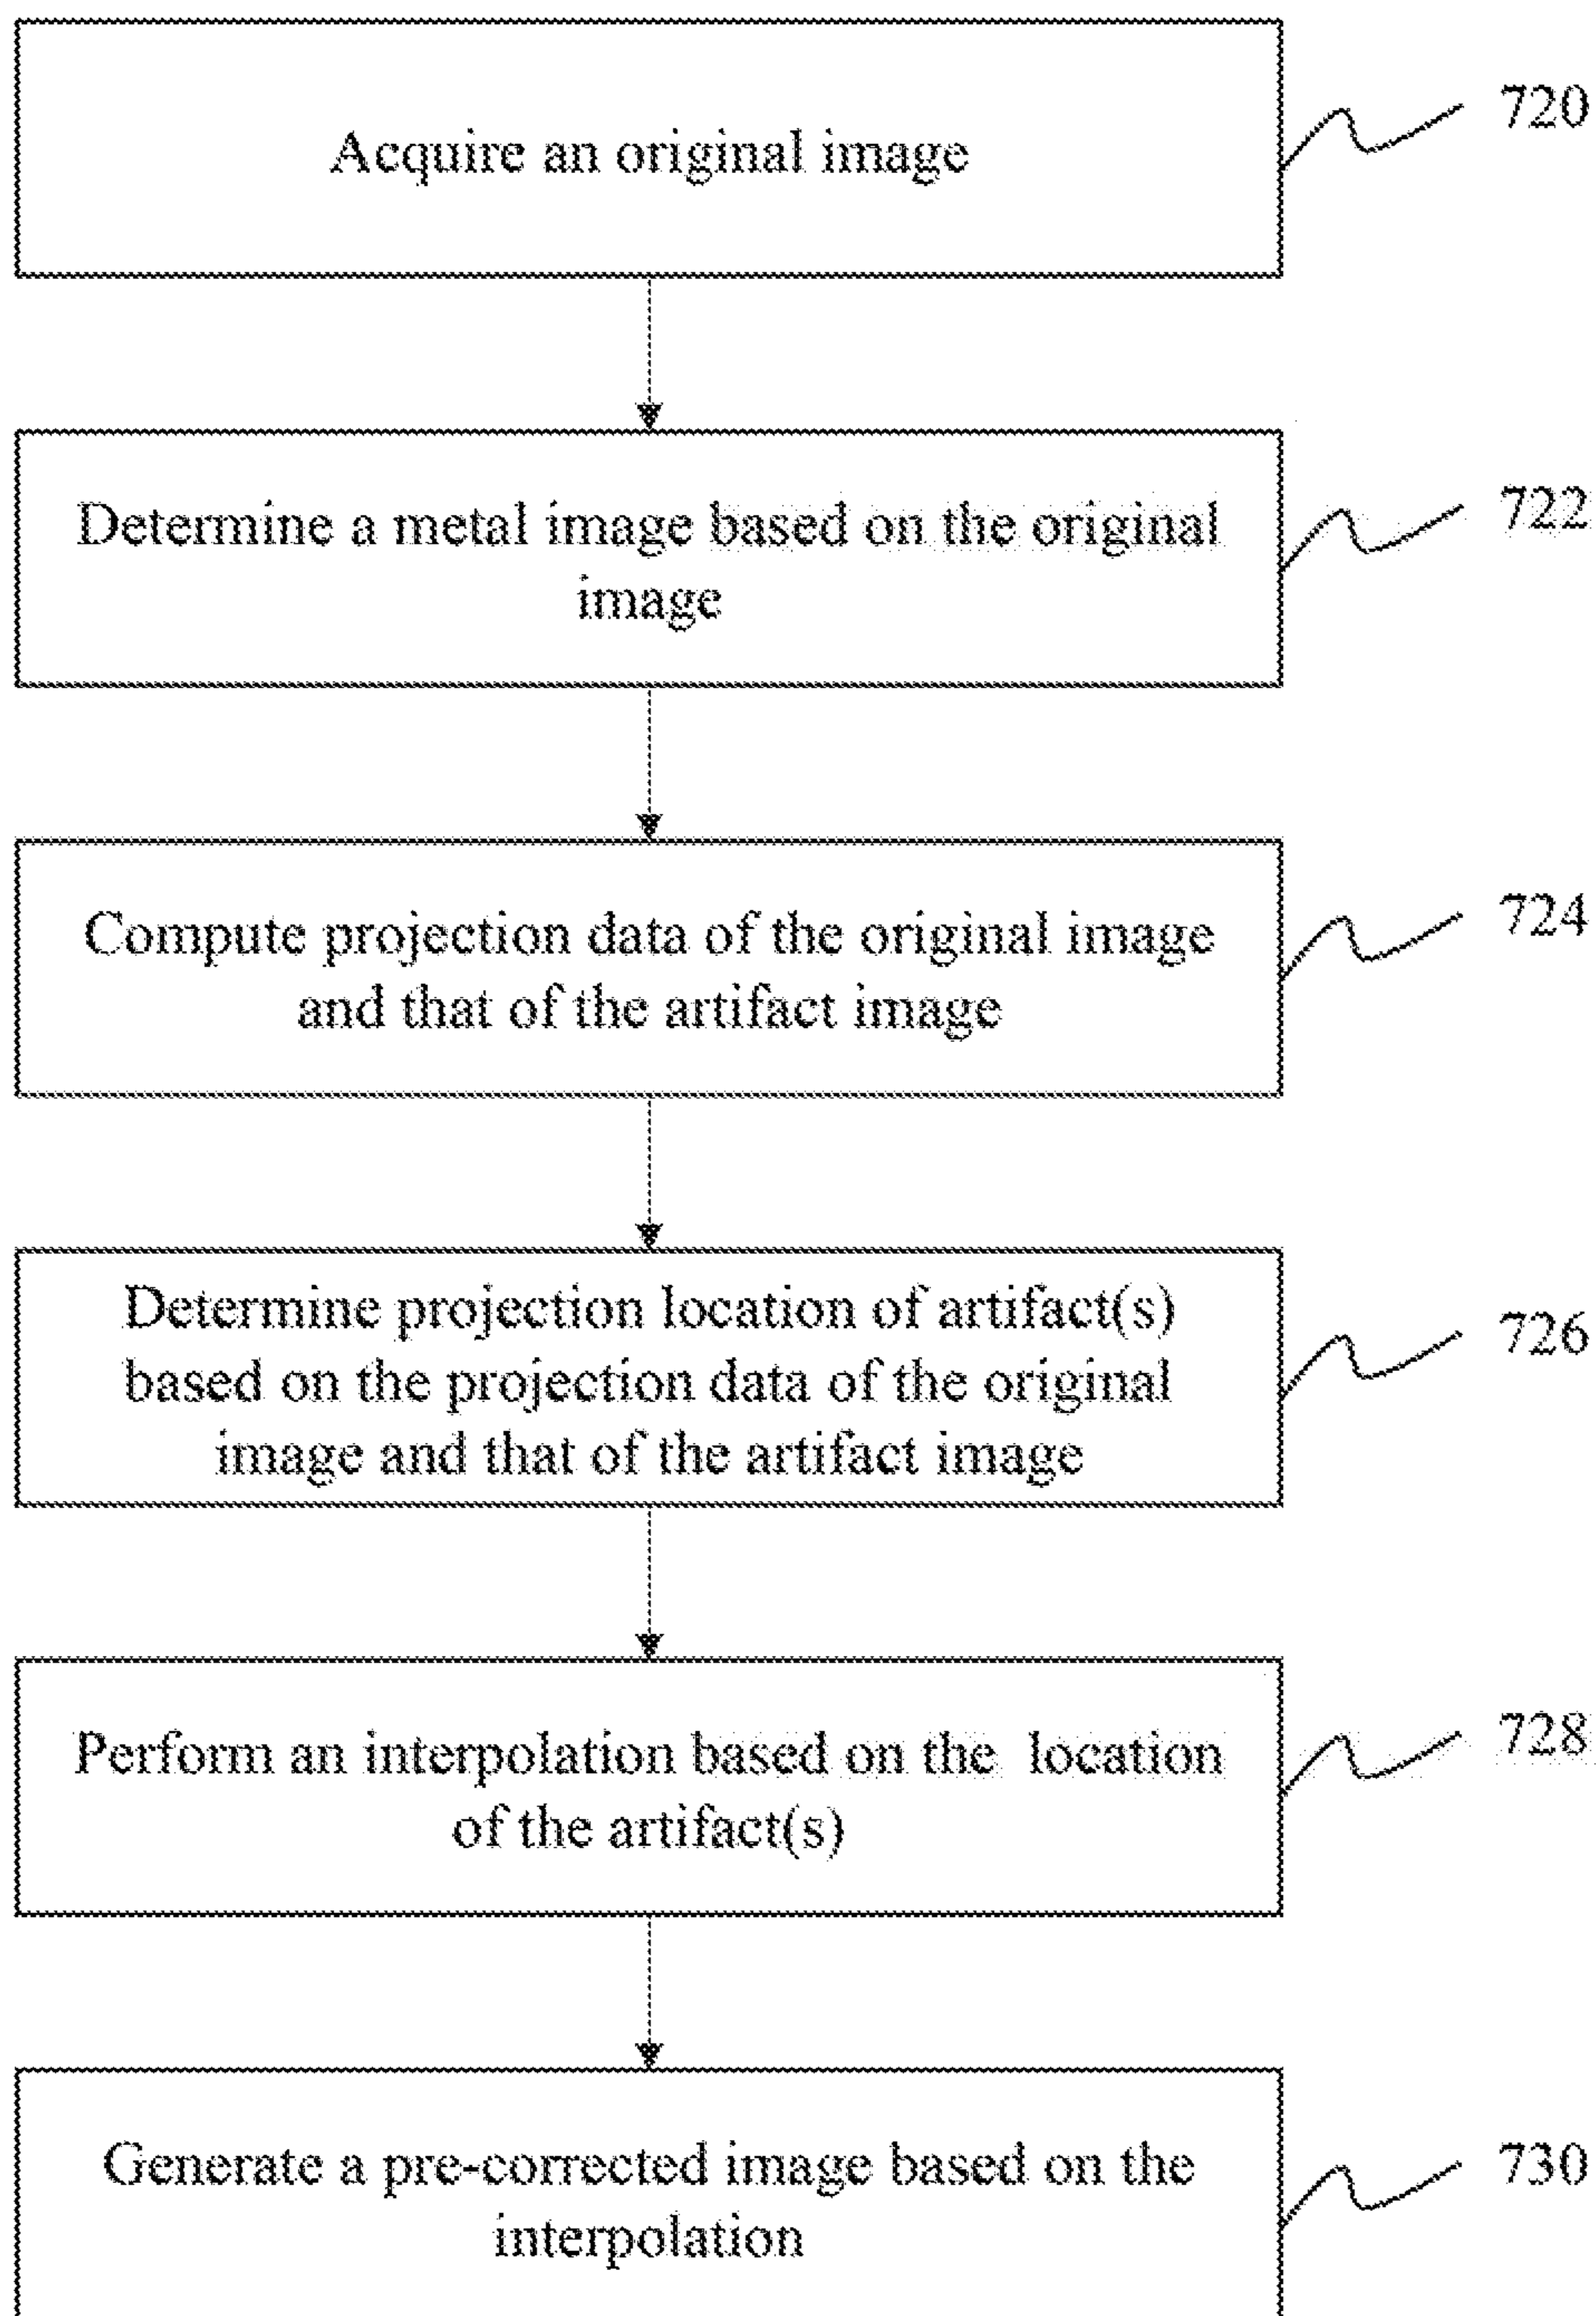 Acquire an original image
720
Determine a metal image based on the original
image
722
Compute projection data of the original image
and that of the artifact image
724
Determine projection location of artifact(s)
based on the projection data of the original
image and that of the artifact image
726
Perform an interpolation based on the location
of the artifact(s)
728
Generate a pre-corrected image based on the
interpolation
730